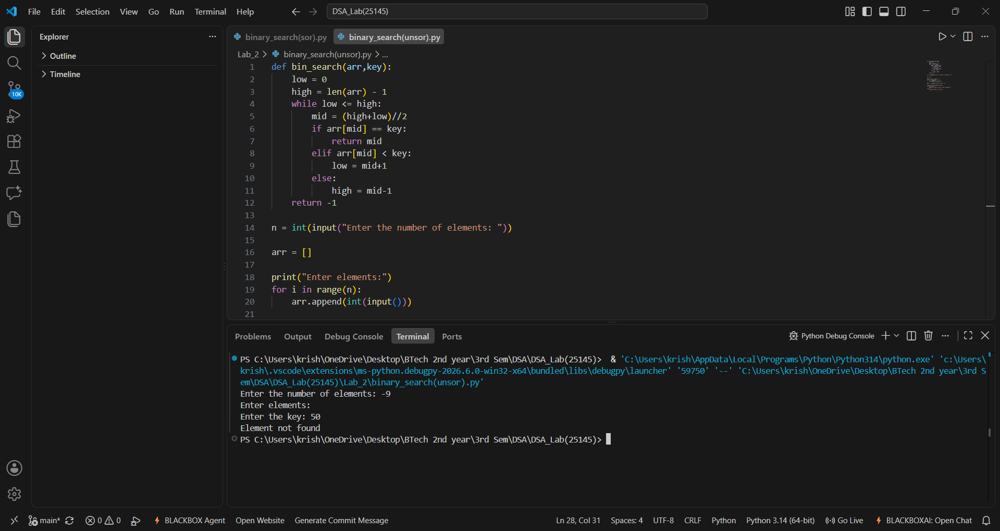 File Edit Selection View Go Run Terminal Help
DSA_Lab(25145)
Explorer
Outline
Timeline
10K
binary_search(sor).py
binary_search(unsor).py
Lab_2 > binary_search(unsor).py > ...
1 def bin_search(arr,key):
2     low = 0
3     high = len(arr) - 1
4     while low <= high:
5         mid = (high+low)//2
6         if arr[mid] == key:
7             return mid
8         elif arr[mid] < key:
9             low = mid+1
10         else:
11             high = mid-1
12     return -1
13
14 n = int(input("Enter the number of elements: "))
15
16 arr = []
17
18 print("Enter elements:")
19 for i in range(n):
20     arr.append(int(input()))
21
Problems Output Debug Console Terminal Ports
Python Debug Console
PS C:\Users\krish\OneDrive\Desktop\BTech 2nd year\3rd Sem\DSA\DSA_Lab(25145)>  & 'C:\Users\krish\AppData\Local\Programs\Python\Python314\python.exe' 'c:\Users\
krish\.vscode\extensions\ms-python.debugpy-2026.6.0-win32-x64\bundled\libs\debugpy\launcher' '59750' '--' 'C:\Users\krish\OneDrive\Desktop\BTech 2nd year\3rd S
em\DSA\DSA_Lab(25145)\Lab_2\binary_search(unsor).py'
Enter the number of elements: -9
Enter elements:
Enter the key: 50
Element not found
PS C:\Users\krish\OneDrive\Desktop\BTech 2nd year\3rd Sem\DSA\DSA_Lab(25145)>
main* 0 0 BLACKBOX Agent Open Website Generate Commit Message
Ln 28, Col 31 Spaces: 4 UTF-8 CRLF Python Python 3.14 (64-bit) Go Live BLACKBOXAI: Open Chat